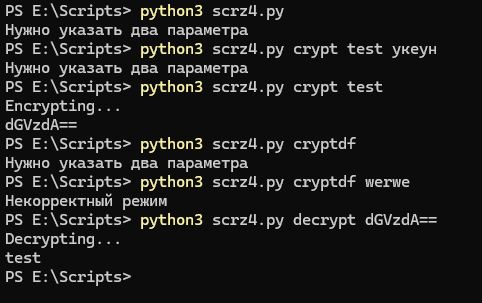 PS E:\Scripts> python3 scrz4.py
Нужно указать два параметра
PS E:\Scripts> python3 scrz4.py crypt test укеун
Нужно указать два параметра
PS E:\Scripts> python3 scrz4.py crypt test
Encrypting...
dGVzdA==
PS E:\Scripts> python3 scrz4.py cryptdf
Нужно указать два параметра
PS E:\Scripts> python3 scrz4.py cryptdf werwe
Некорректный режим
PS E:\Scripts> python3 scrz4.py decrypt dGVzdA==
Decrypting...
test
PS E:\Scripts>